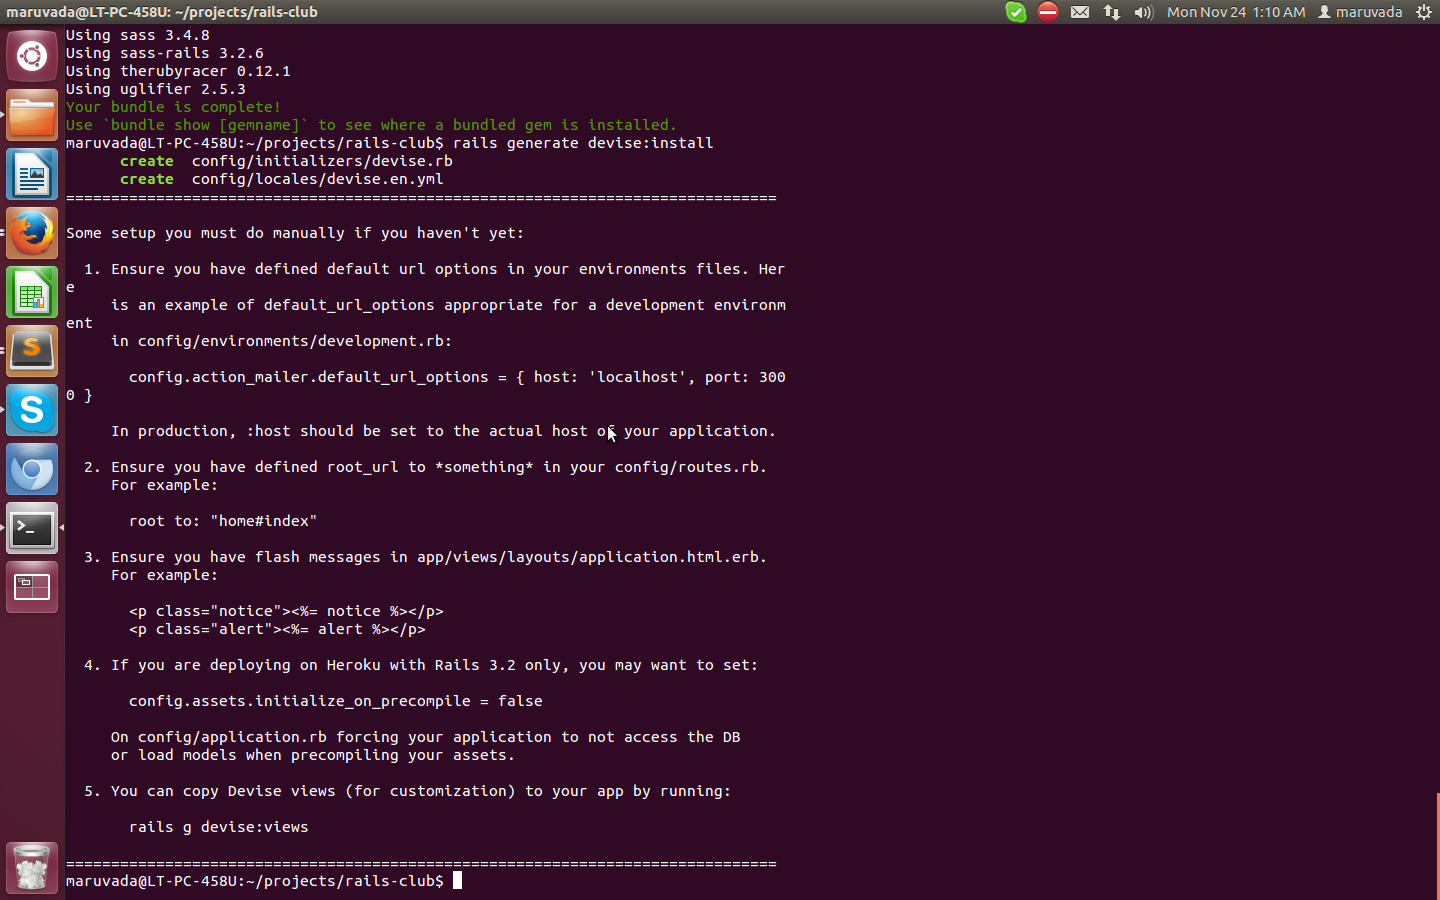 maruvada@LT-PC-458U: ~/projects/rails-club
Mon Nov 24 1:10 AM
maruvada
Using sass 3.4.8
Using sass-rails 3.2.6
Using therubyracer 0.12.1
Using uglifier 2.5.3
Your bundle is complete!
Use `bundle show [gemname]` to see where a bundled gem is installed.
maruvada@LT-PC-458U:~/projects/rails-club$ rails generate devise:install
      create  config/initializers/devise.rb
      create  config/locales/devise.en.yml
===============================================================================
Some setup you must do manually if you haven't yet:
  1. Ensure you have defined default url options in your environments files. Her
e
     is an example of default_url_options appropriate for a development environm
ent
     in config/environments/development.rb:
       config.action_mailer.default_url_options = { host: 'localhost', port: 300
0 }
     In production, :host should be set to the actual host of your application.
  2. Ensure you have defined root_url to *something* in your config/routes.rb.
     For example:
       root to: "home#index"
  3. Ensure you have flash messages in app/views/layouts/application.html.erb.
     For example:
       <p class="notice"><%= notice %></p>
       <p class="alert"><%= alert %></p>
  4. If you are deploying on Heroku with Rails 3.2 only, you may want to set:
       config.assets.initialize_on_precompile = false
     On config/application.rb forcing your application to not access the DB
     or load models when precompiling your assets.
  5. You can copy Devise views (for customization) to your app by running:
       rails g devise:views
===============================================================================
maruvada@LT-PC-458U:~/projects/rails-club$